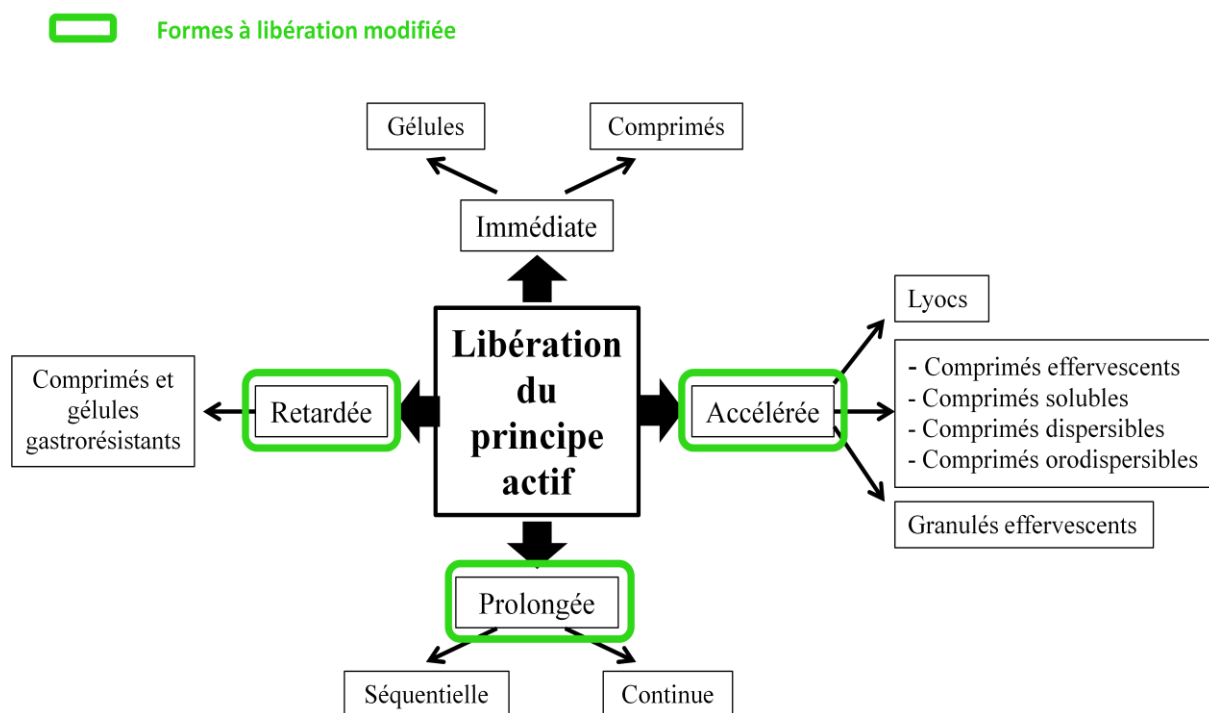 Formes à libération modifiée
Gélules
Comprimés
Immédiate
Libération
du
principe
actif
Comprimés et
gélules
gastrorésistants
Retardée
Accélérée
Lyocs
- Comprimés effervescents
- Comprimés solubles
- Comprimés dispersibles
- Comprimés orodispersibles
Granulés effervescents
Prolongée
Séquentielle
Continue